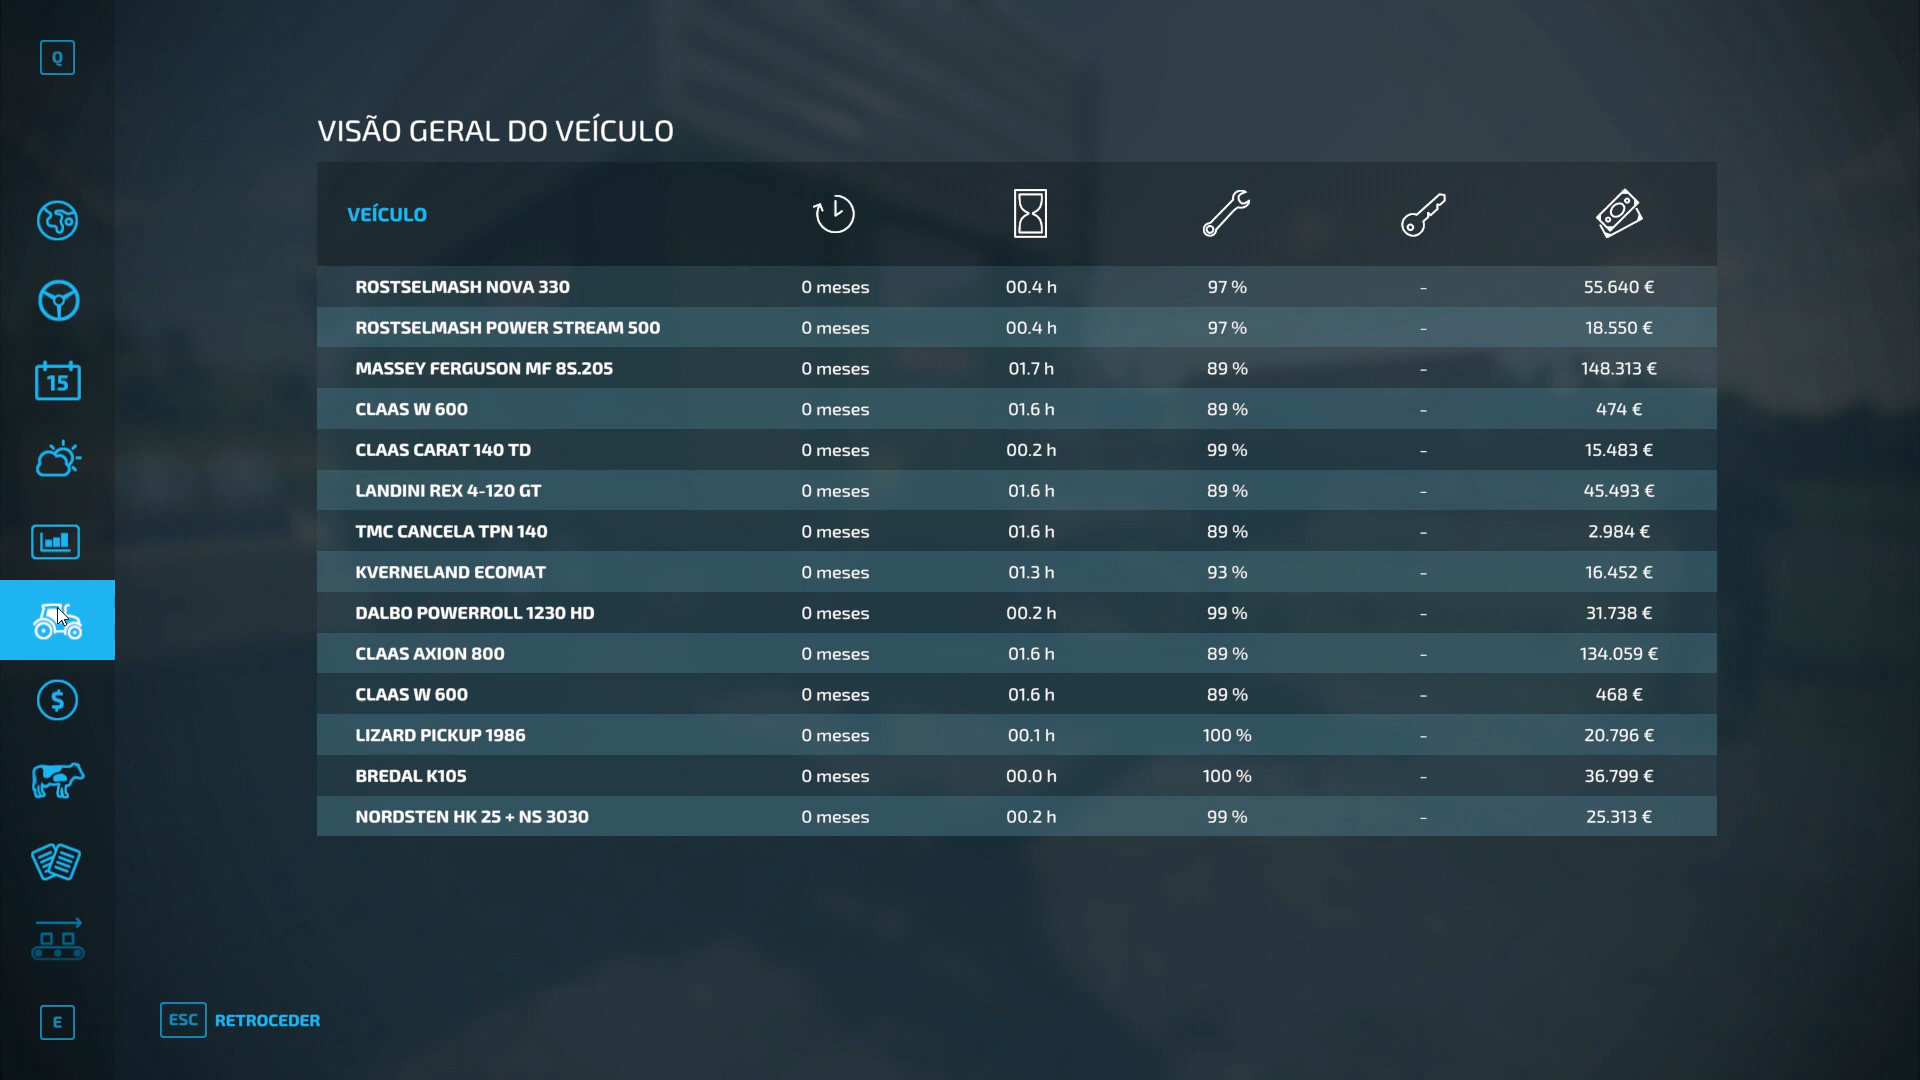 Q
VISÃO GERAL DO VEÍCULO
VEÍCULO
ROSTSELMASH NOVA 330 0 meses 00.4 h 97 % - 55.640 €
ROSTSELMASH POWER STREAM 500 0 meses 00.4 h 97 % - 18.550 €
MASSEY FERGUSON MF 8S.205 0 meses 01.7 h 89 % - 148.313 €
CLAAS W 600 0 meses 01.6 h 89 % - 474 €
CLAAS CARAT 140 TD 0 meses 00.2 h 99 % - 15.483 €
LANDINI REX 4-120 GT 0 meses 01.6 h 89 % - 45.493 €
TMC CANCELA TPN 140 0 meses 01.6 h 89 % - 2.984 €
KVERNELAND ECOMAT 0 meses 01.3 h 93 % - 16.452 €
DALBO POWERROLL 1230 HD 0 meses 00.2 h 99 % - 31.738 €
CLAAS AXION 800 0 meses 01.6 h 89 % - 134.059 €
CLAAS W 600 0 meses 01.6 h 89 % - 468 €
LIZARD PICKUP 1986 0 meses 00.1 h 100 % - 20.796 €
BREDAL K105 0 meses 00.0 h 100 % - 36.799 €
NORDSTEN HK 25 + NS 3030 0 meses 00.2 h 99 % - 25.313 €
15
$
E
ESC RETROCEDER